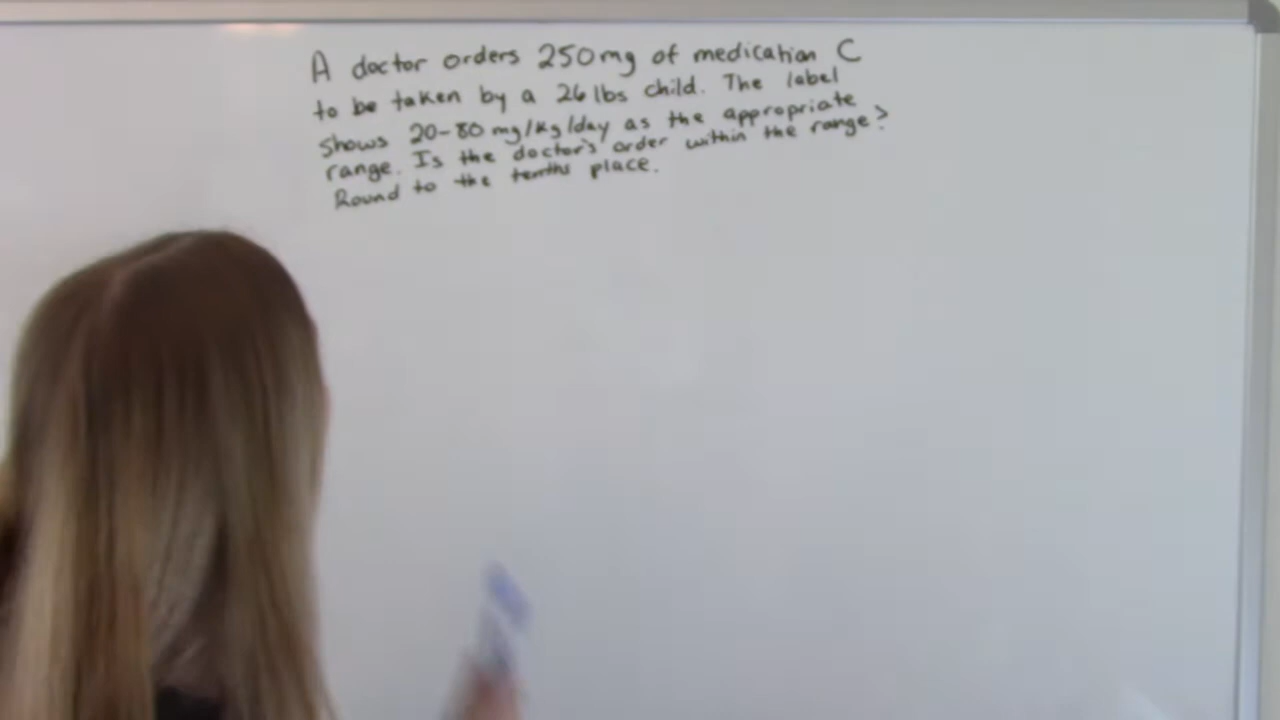 A doctor orders 250mg of medication C
to be taken by a 26lbs child. The label
shows 20-80 mg/kg/day as the appropriate
range. Is the doctor's order within the range?
Round to the tenths place.